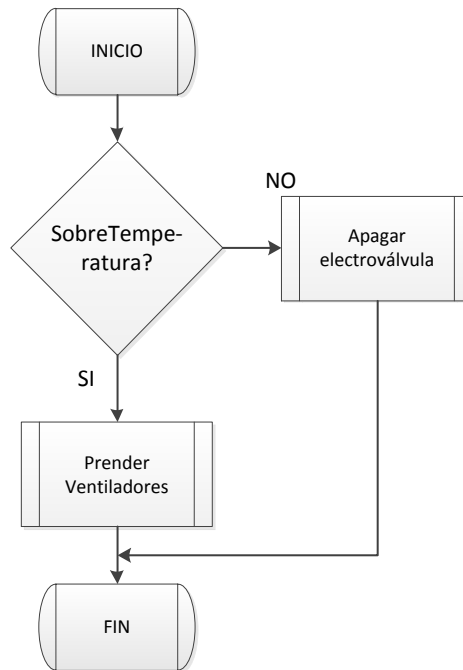 INICIO
SobreTempe-
ratura?
NO
Apagar
electroválvula
SI
Prender
Ventiladores
FIN